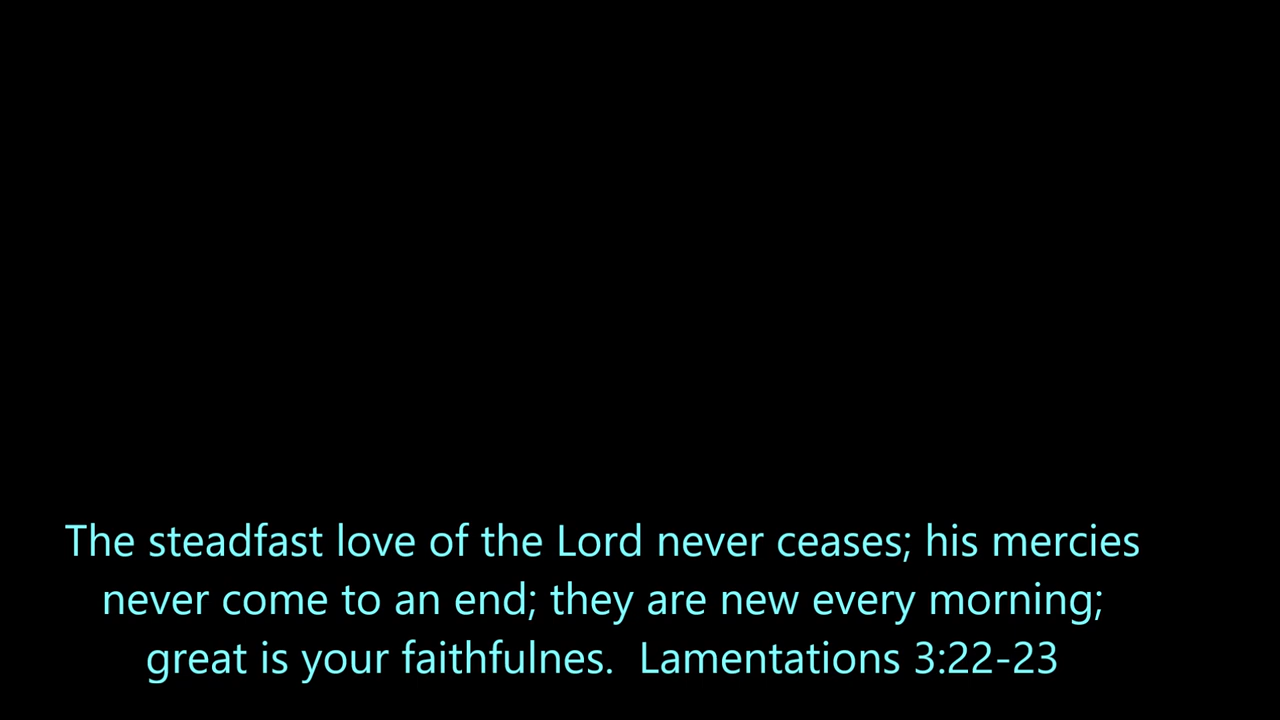 The steadfast love of the Lord never ceases; his mercies
never come to an end; they are new every morning;
great is your faithfulnes.  Lamentations 3:22-23